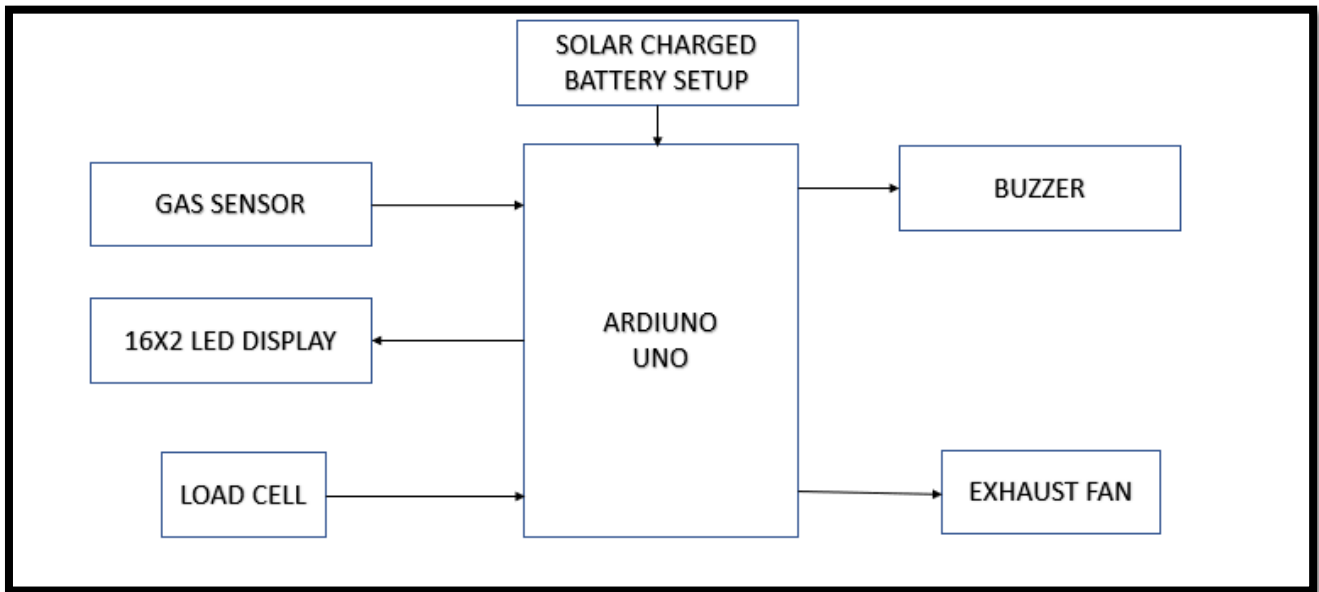 SOLAR CHARGED
BATTERY SETUP
GAS SENSOR
BUZZER
16X2 LED DISPLAY
ARDIUNO
UNO
LOAD CELL
EXHAUST FAN